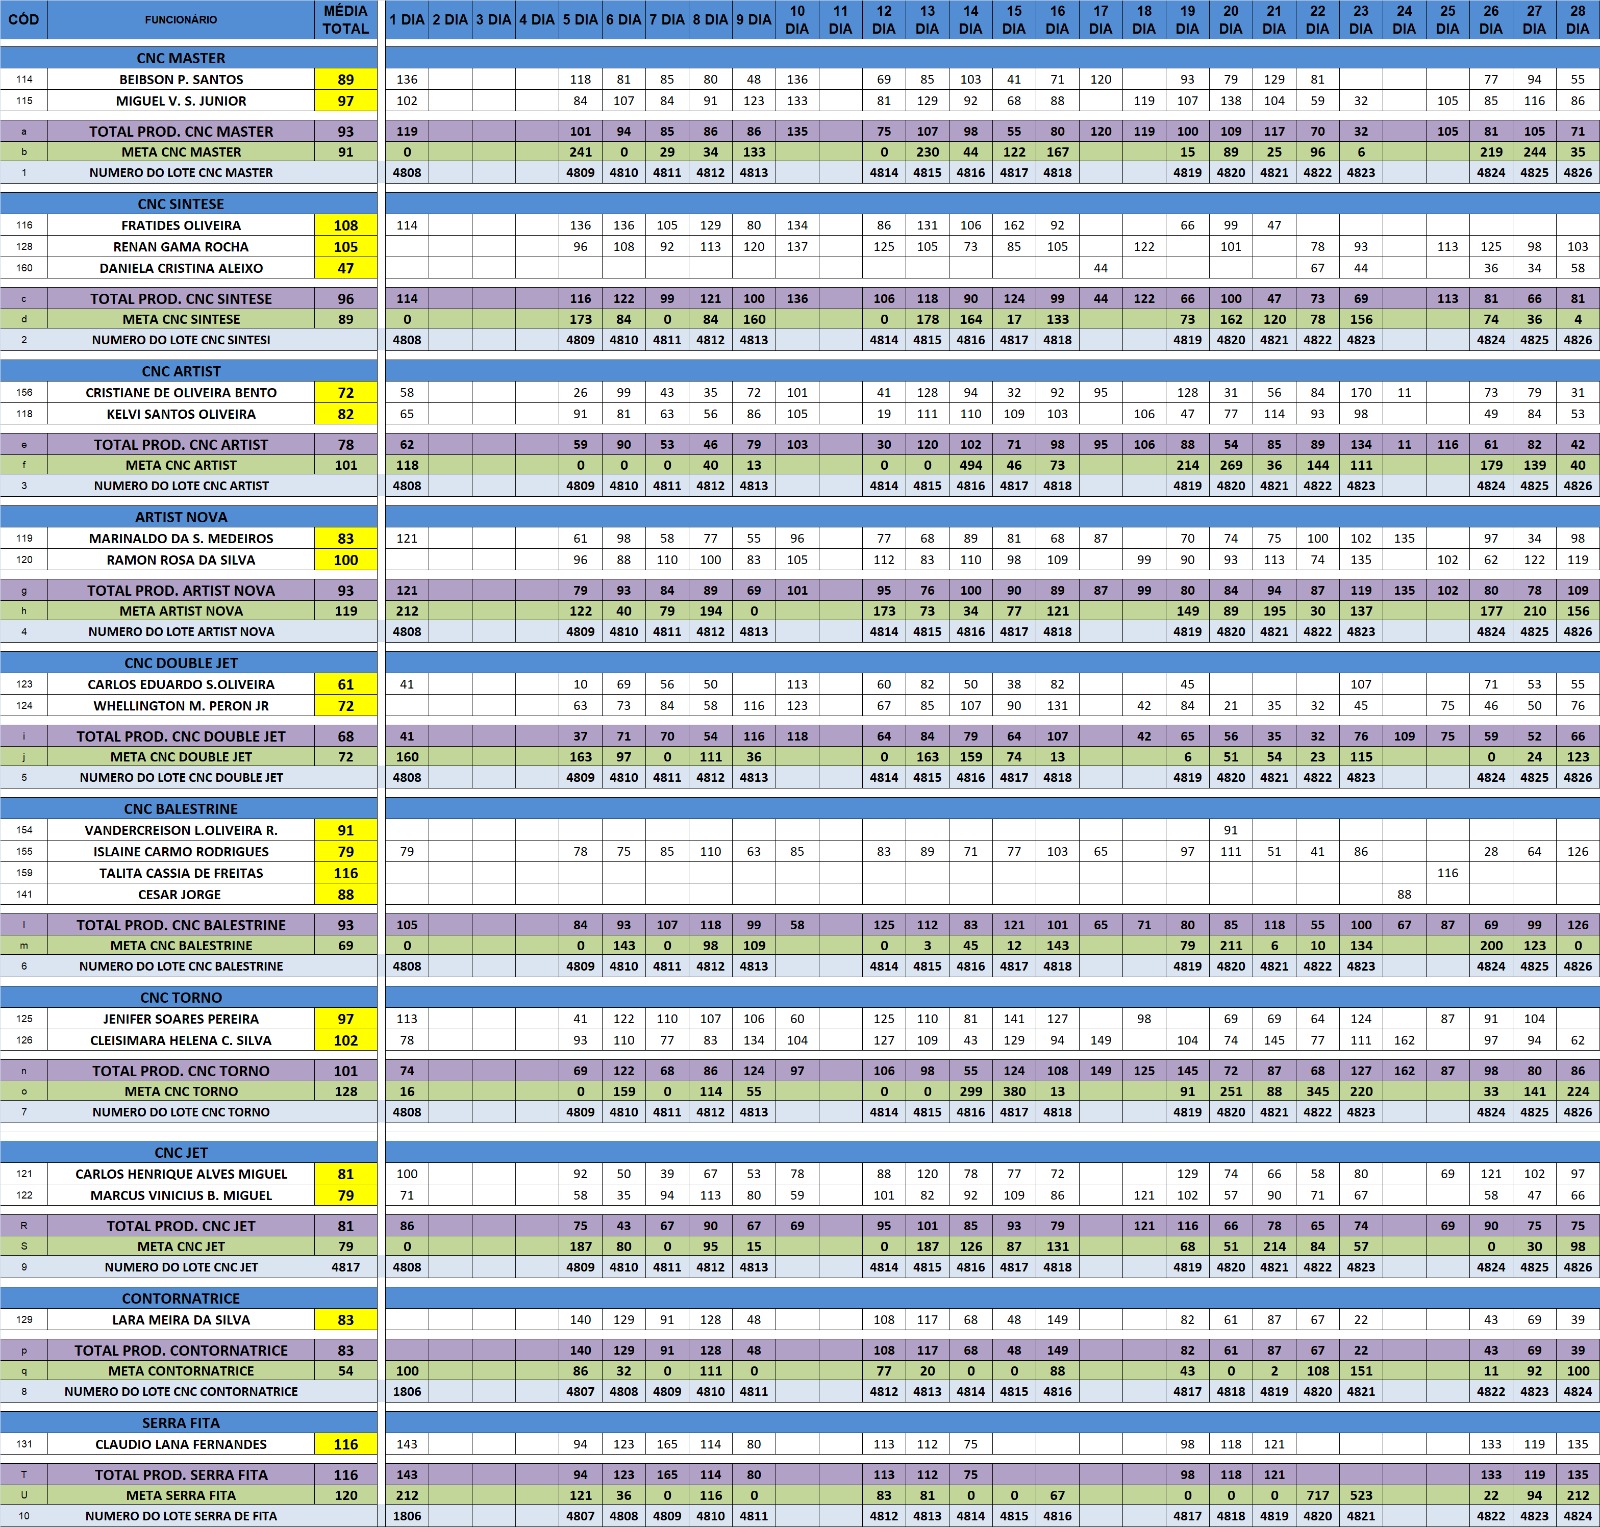 CÓD FUNCIONÁRIO MÉDIA TOTAL 1 DIA 2 DIA 3 DIA 4 DIA 5 DIA 6 DIA 7 DIA 8 DIA 9 DIA 10 DIA 11 DIA 12 DIA 13 DIA 14 DIA 15 DIA 16 DIA 17 DIA 18 DIA 19 DIA 20 DIA 21 DIA 22 DIA 23 DIA 24 DIA 25 DIA 26 DIA 27 DIA 28 DIA
CNC MASTER
114 BEIBSON P. SANTOS 89 136 118 81 85 80 48 136 69 85 103 41 71 120 93 79 129 81 77 94 55
115 MIGUEL V. S. JUNIOR 97 102 84 107 84 91 123 133 81 129 92 68 88 119 107 138 104 59 32 105 85 116 86
a TOTAL PROD. CNC MASTER 93 119 101 94 85 86 86 135 75 107 98 55 80 120 119 100 109 117 70 32 105 81 105 71
b META CNC MASTER 91 0 241 0 29 34 133 0 230 44 122 167 15 89 25 96 6 219 244 35
1 NUMERO DO LOTE CNC MASTER 4808 4809 4810 4811 4812 4813 4814 4815 4816 4817 4818 4819 4820 4821 4822 4823 4824 4825 4826
CNC SINTESE
116 FRATIDES OLIVEIRA 108 114 136 136 105 129 80 134 86 131 106 162 92 66 99 47
128 RENAN GAMA ROCHA 105 96 108 92 113 120 137 125 105 73 85 105 122 101 78 93 113 125 98 103
160 DANIELA CRISTINA ALEIXO 47 44 67 44 36 34 58
c TOTAL PROD. CNC SINTESE 96 114 116 122 99 121 100 136 106 118 90 124 99 44 122 66 100 47 73 69 113 81 66 81
d META CNC SINTESE 89 0 173 84 0 84 160 0 178 164 17 133 73 162 120 78 156 74 36 4
2 NUMERO DO LOTE CNC SINTESI 4808 4809 4810 4811 4812 4813 4814 4815 4816 4817 4818 4819 4820 4821 4822 4823 4824 4825 4826
CNC ARTIST
156 CRISTIANE DE OLIVEIRA BENTO 72 58 26 99 43 35 72 101 41 128 94 32 92 95 128 31 56 84 170 11 73 79 31
118 KELVI SANTOS OLIVEIRA 82 65 91 81 63 56 86 105 19 111 110 109 103 106 47 77 114 93 98 49 84 53
e TOTAL PROD. CNC ARTIST 78 62 59 90 53 46 79 103 30 120 102 71 98 95 106 88 54 85 89 134 11 116 61 82 42
f META CNC ARTIST 101 118 0 0 0 40 13 0 0 494 46 73 214 269 36 144 111 179 139 40
3 NUMERO DO LOTE CNC ARTIST 4808 4809 4810 4811 4812 4813 4814 4815 4816 4817 4818 4819 4820 4821 4822 4823 4824 4825 4826
ARTIST NOVA
119 MARINALDO DA S. MEDEIROS 83 121 61 98 58 77 55 96 77 68 89 81 68 87 70 74 75 100 102 135 97 34 98
120 RAMON ROSA DA SILVA 100 96 88 110 100 83 105 112 83 110 98 109 99 90 93 113 74 135 102 62 122 119
g TOTAL PROD. ARTIST NOVA 93 121 79 93 84 89 69 101 95 76 100 90 89 87 99 80 84 94 87 119 135 102 80 78 109
h META ARTIST NOVA 119 212 122 40 79 194 0 173 73 34 77 121 149 89 195 30 137 177 210 156
4 NUMERO DO LOTE ARTIST NOVA 4808 4809 4810 4811 4812 4813 4814 4815 4816 4817 4818 4819 4820 4821 4822 4823 4824 4825 4826
CNC DOUBLE JET
123 CARLOS EDUARDO S.OLIVEIRA 61 41 10 69 56 50 113 60 82 50 38 82 45 107 71 53 55
124 WHELLINGTON M. PERON JR 72 63 73 84 58 116 123 67 85 107 90 131 42 84 21 35 32 45 75 46 50 76
i TOTAL PROD. CNC DOUBLE JET 68 41 37 71 70 54 116 118 64 84 79 64 107 42 65 56 35 32 76 109 75 59 52 66
j META CNC DOUBLE JET 72 160 163 97 0 111 36 0 163 159 74 13 6 51 54 23 115 0 24 123
5 NUMERO DO LOTE CNC DOUBLE JET 4808 4809 4810 4811 4812 4813 4814 4815 4816 4817 4818 4819 4820 4821 4822 4823 4824 4825 4826
CNC BALESTRINE
154 VANDERCREISON L.OLIVEIRA R. 91 91
155 ISLAINE CARMO RODRIGUES 79 79 78 75 85 110 63 85 83 89 71 77 103 65 97 111 51 41 86 28 64 126
159 TALITA CASSIA DE FREITAS 116 116
141 CESAR JORGE 88 88
l TOTAL PROD. CNC BALESTRINE 93 105 84 93 107 118 99 58 125 112 83 121 101 65 71 80 85 118 55 100 67 87 69 99 126
m META CNC BALESTRINE 69 0 0 143 0 98 109 0 3 45 12 143 79 211 6 10 134 200 123 0
6 NUMERO DO LOTE CNC BALESTRINE 4808 4809 4810 4811 4812 4813 4814 4815 4816 4817 4818 4819 4820 4821 4822 4823 4824 4825 4826
CNC TORNO
125 JENIFER SOARES PEREIRA 97 113 41 122 110 107 106 60 125 110 81 141 127 98 69 69 64 124 87 91 104
126 CLEISIMARA HELENA C. SILVA 102 78 93 110 77 83 134 104 127 109 43 129 94 149 104 74 145 77 111 162 97 94 62
n TOTAL PROD. CNC TORNO 101 74 69 122 68 86 124 97 106 98 55 124 108 149 125 145 72 87 68 127 162 87 98 80 86
o META CNC TORNO 128 16 0 159 0 114 55 0 0 299 380 13 91 251 88 345 220 33 141 224
7 NUMERO DO LOTE CNC TORNO 4808 4809 4810 4811 4812 4813 4814 4815 4816 4817 4818 4819 4820 4821 4822 4823 4824 4825 4826
CNC JET
121 CARLOS HENRIQUE ALVES MIGUEL 81 100 92 50 39 67 53 78 88 120 78 77 72 129 74 66 58 80 69 121 102 97
122 MARCUS VINICIUS B. MIGUEL 79 71 58 35 94 113 80 59 101 82 92 109 86 121 102 57 90 71 67 58 47 66
R TOTAL PROD. CNC JET 81 86 75 43 67 90 67 69 95 101 85 93 79 121 116 66 78 65 74 69 90 75 75
S META CNC JET 79 0 187 80 0 95 15 0 187 126 87 131 68 51 214 84 57 0 30 98
9 NUMERO DO LOTE CNC JET 4817 4808 4809 4810 4811 4812 4813 4814 4815 4816 4817 4818 4819 4820 4821 4822 4823 4824 4825 4826
CONTORNATRICE
129 LARA MEIRA DA SILVA 83 140 129 91 128 48 108 117 68 48 149 82 61 87 67 22 43 69 39
p TOTAL PROD. CONTORNATRICE 83 140 129 91 128 48 108 117 68 48 149 82 61 87 67 22 43 69 39
q META CONTORNATRICE 54 100 86 32 0 111 0 77 20 0 0 88 43 0 2 108 151 11 92 100
8 NUMERO DO LOTE CNC CONTORNATRICE 1806 4807 4808 4809 4810 4811 4812 4813 4814 4815 4816 4817 4818 4819 4820 4821 4822 4823 4824
SERRA FITA
131 CLAUDIO LANA FERNANDES 116 143 94 123 165 114 80 113 112 75 98 118 121 133 119 135
T TOTAL PROD. SERRA FITA 116 143 94 123 165 114 80 113 112 75 98 118 121 133 119 135
U META SERRA FITA 120 212 121 36 0 116 0 83 81 0 0 67 0 0 0 717 523 22 94 212
10 NUMERO DO LOTE SERRA DE FITA 1806 4807 4808 4809 4810 4811 4812 4813 4814 4815 4816 4817 4818 4819 4820 4821 4822 4823 4824